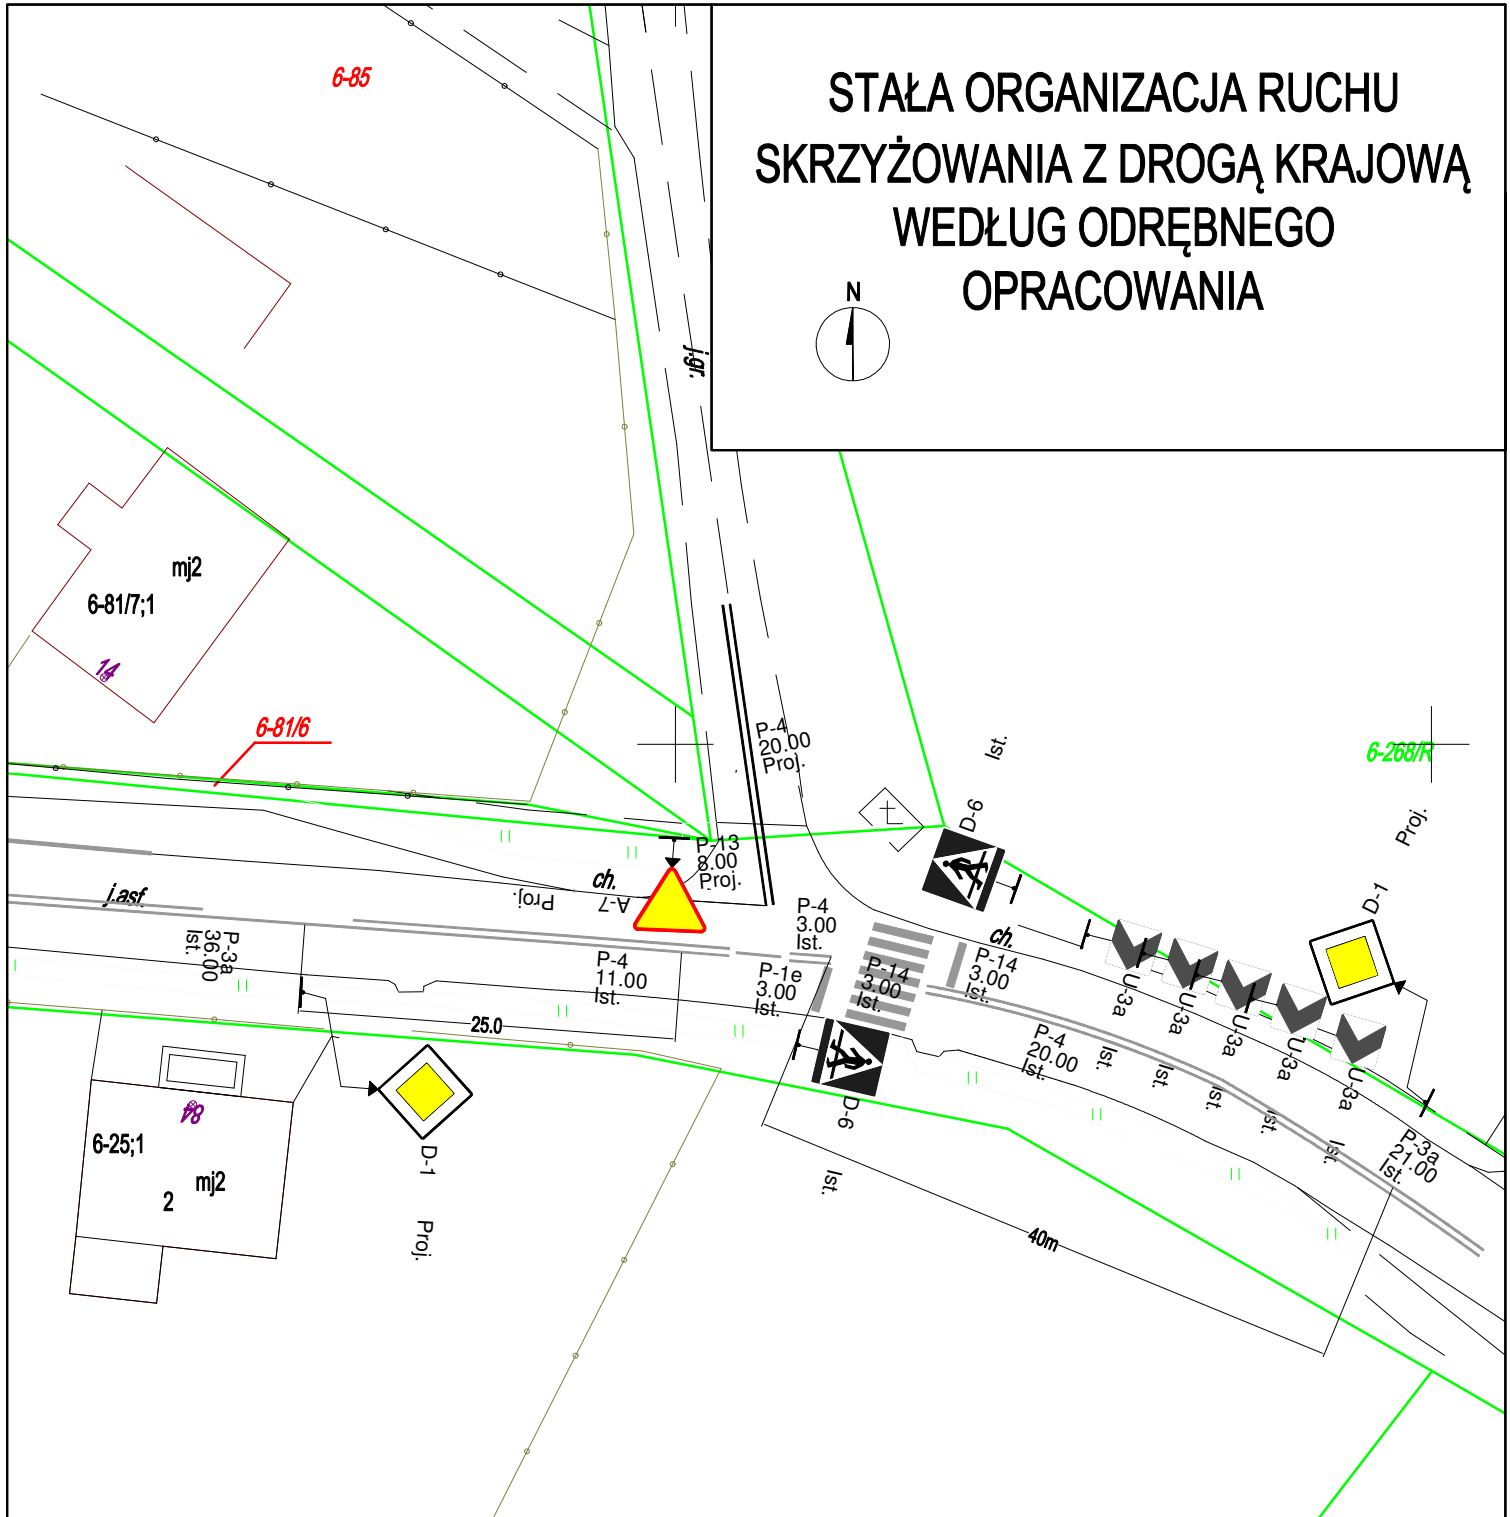 STAŁA ORGANIZACJA RUCHU
SKRZYŻOWANIA Z DROGĄ KRAJOWĄ
WEDŁUG ODRĘBNEGO
OPRACOWANIA
N
6-85
j.gr.
mj2
6-81/7;1
14
6-81/6
P-4
20.00
Proj.
Ist.
D-6
6-268/R
Proj.
D-1
P-13
8.00
Proj.
ch.
A-7
Proj.
j.asf.
P-3a
36.00
Ist.
P-4
11.00
Ist.
P-4
3.00
Ist.
P-1e
3.00
Ist.
P-14
3.00
Ist.
P-14
3.00
Ist.
ch.
U-3a
U-3a
U-3a
U-3a
U-3a
25.0
P-4
20.00
Ist.
Ist.
Ist.
Ist.
Ist.
Ist.
D-6
Ist.
P-3a
21.00
Ist.
40m
D-1
Proj.
84
6-25;1
mj2
2